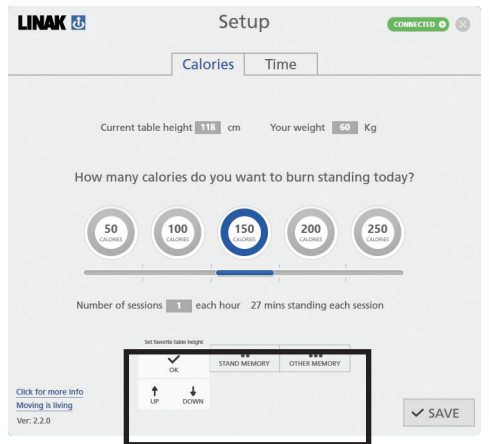 LINAK
Setup
CONNECTED
Calories Time
Current table height 118 cm Your weight 60 Kg
How many calories do you want to burn standing today?
50 100 150 200 250
CALORIES CALORIES CALORIES CALORIES CALORIES
Number of sessions 1 each hour 27 mins standing each session
Set favorite table height
OK STAND MEMORY OTHER MEMORY
UP DOWN
Click for more info
Moving is living
Ver: 2.2.0
SAVE